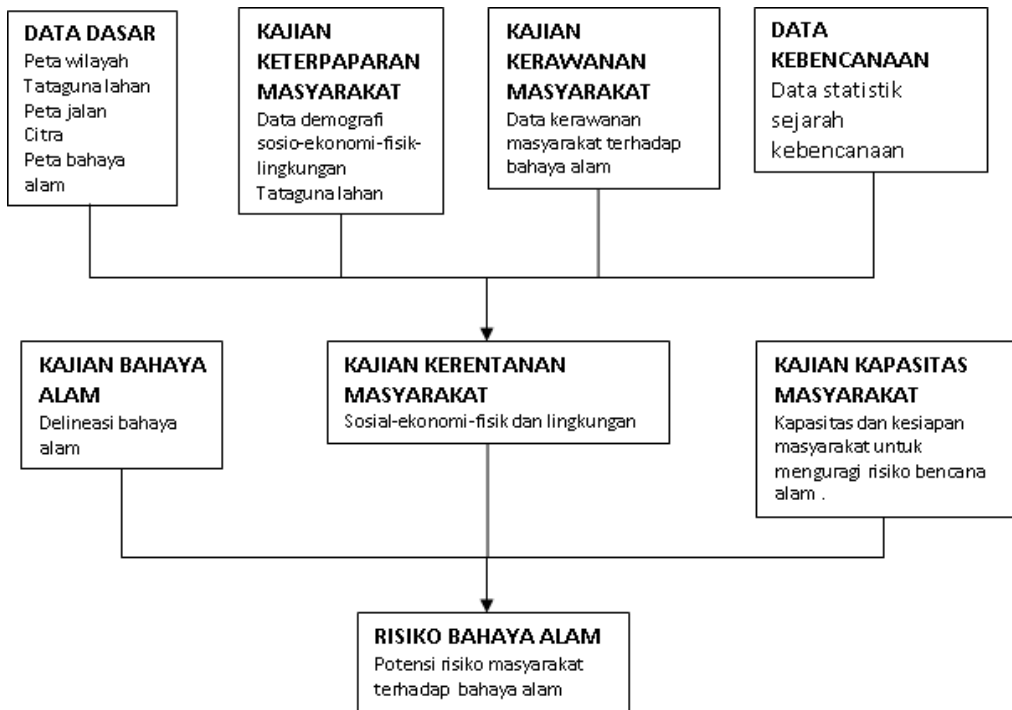 DATA DASAR
Peta wilayah
Tataguna lahan
Peta jalan
Citra
Peta bahaya
alam
KAJIAN
KETERPAPARAN
MASYARAKAT
Data demografi
sosio-ekonomi-fisik-
lingkungan
Tataguna lahan
KAJIAN
KERAWANAN
MASYARAKAT
Data kerawanan
masyarakat terhadap
bahaya alam
DATA
KEBENCANAAN
Data statistik
sejarah
kebencanaan
KAJIAN BAHAYA
ALAM
Delineasi bahaya
alam
KAJIAN KERENTANAN
MASYARAKAT
Sosial-ekonomi-fisik dan lingkungan
KAJIAN KAPASITAS
MASYARAKAT
Kapasitas dan kesiapan
masyarakat untuk
menguragi risiko bencana
alam .
RISIKO BAHAYA ALAM
Potensi risiko masyarakat
terhadap bahaya alam